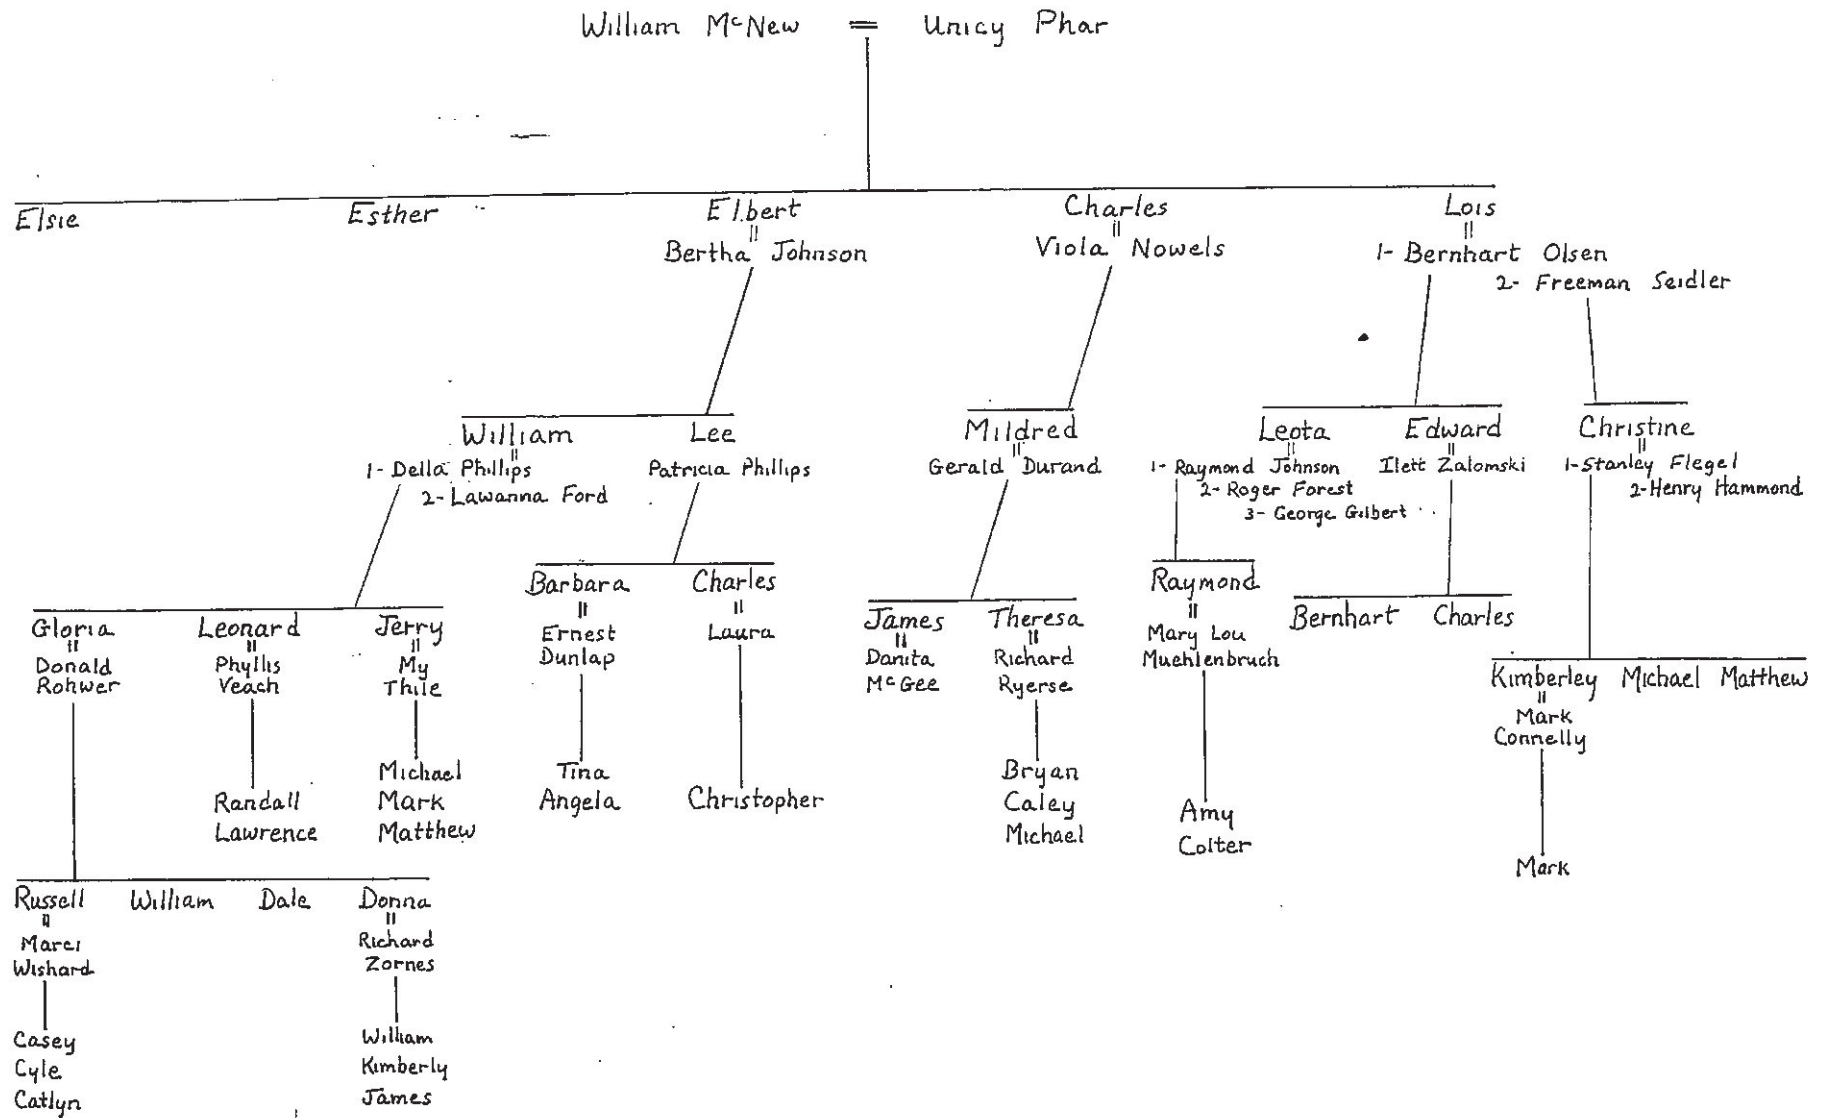 William McNew = Unicy Phar
Elsie Esther Elbert Charles Lois
Bertha Johnson Viola Nowels 1- Bernhart Olsen
2- Freeman Seidler
William Lee Mildred Leota Edward Christine
1- Della Phillips Patricia Phillips Gerald Durand 1- Raymond Johnson Ilett Zalomski 1-Stanley Flegel
2- Lawanna Ford 2- Roger Forest 2-Henry Hammond
3- George Gilbert
Barbara Charles Raymond
Gloria Leonard Jerry Ernest Laura James Theresa Mary Lou Bernhart Charles
Donald Phyllis My Dunlap Danita Richard Muehlenbruch
Rohwer Veach Thile McGee Ryerse Kimberley Michael Matthew
Mark
Connelly
Michael Tina Bryan
Randall Mark Angela Christopher Caley Amy
Lawrence Matthew Michael Colter
Mark
Russell William Dale Donna
Marci Richard
Wishard Zornes
Casey William
Cyle Kimberly
Catlyn James